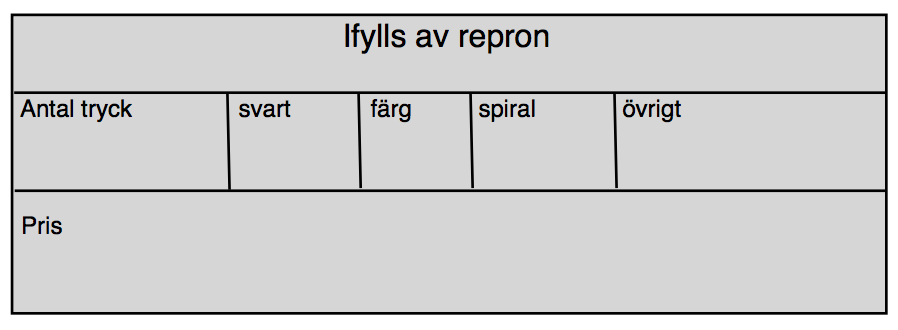 Ifylls av repron
Antal tryck svart färg spiral övrigt
Pris